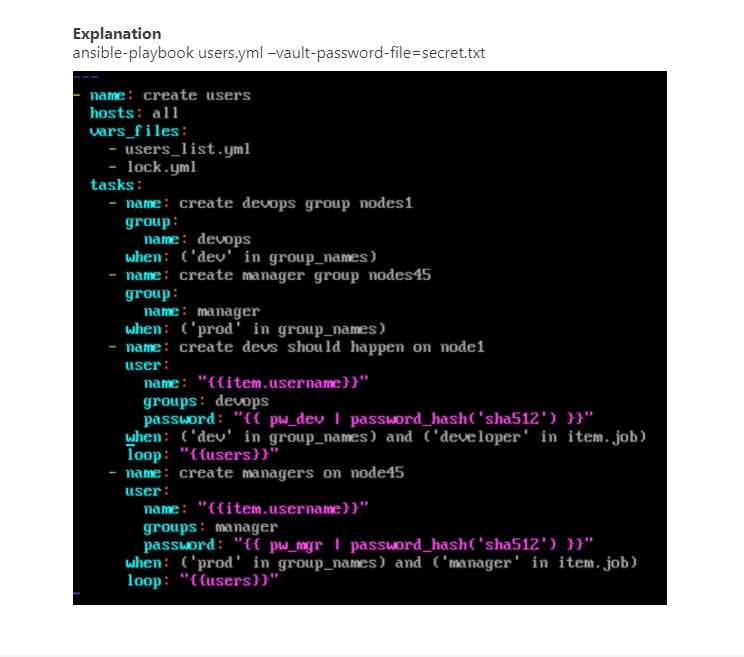 Explanation
ansible-playbook users.yml –vault-password-file=secret.txt
---
- name: create users
  hosts: all
  vars_files:
    - users_list.yml
    - lock.yml
  tasks:
    - name: create devops group nodes1
      group:
        name: devops
      when: ('dev' in group_names)
    - name: create manager group nodes45
      group:
        name: manager
      when: ('prod' in group_names)
    - name: create devs should happen on node1
      user:
        name: "{{item.username}}"
        groups: devops
        password: "{{ pw_dev | password_hash('sha512') }}"
      when: ('dev' in group_names) and ('developer' in item.job)
      loop: "{{users}}"
    - name: create managers on node45
      user:
        name: "{{item.username}}"
        groups: manager
        password: "{{ pw_mgr | password_hash('sha512') }}"
      when: ('prod' in group_names) and ('manager' in item.job)
      loop: "{{users}}"
~